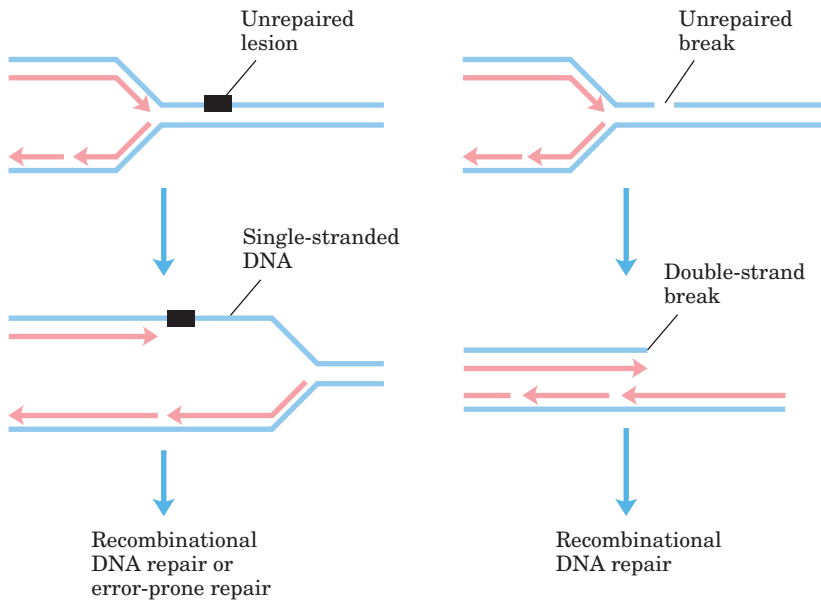 Unrepaired
lesion
Unrepaired
break
Single-stranded
DNA
Double-strand
break
Recombinational
DNA repair or
error-prone repair
Recombinational
DNA repair